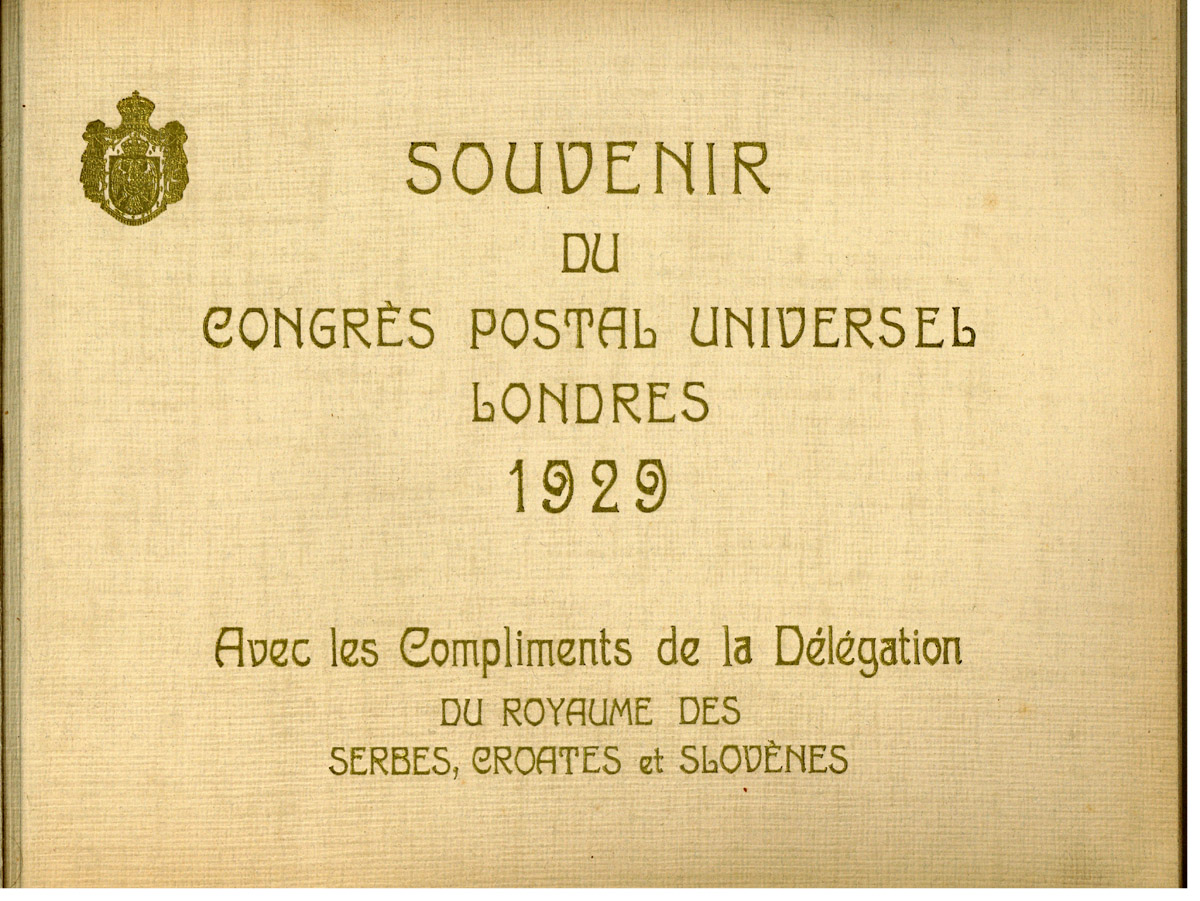 SOUVENIR
DU
CONGRÈS POSTAL UNIVERSEL
LONDRES
1929
Avec les Compliments de la Délégation
DU ROYAUME DES
SERBES, CROATES et SLOVÈNES